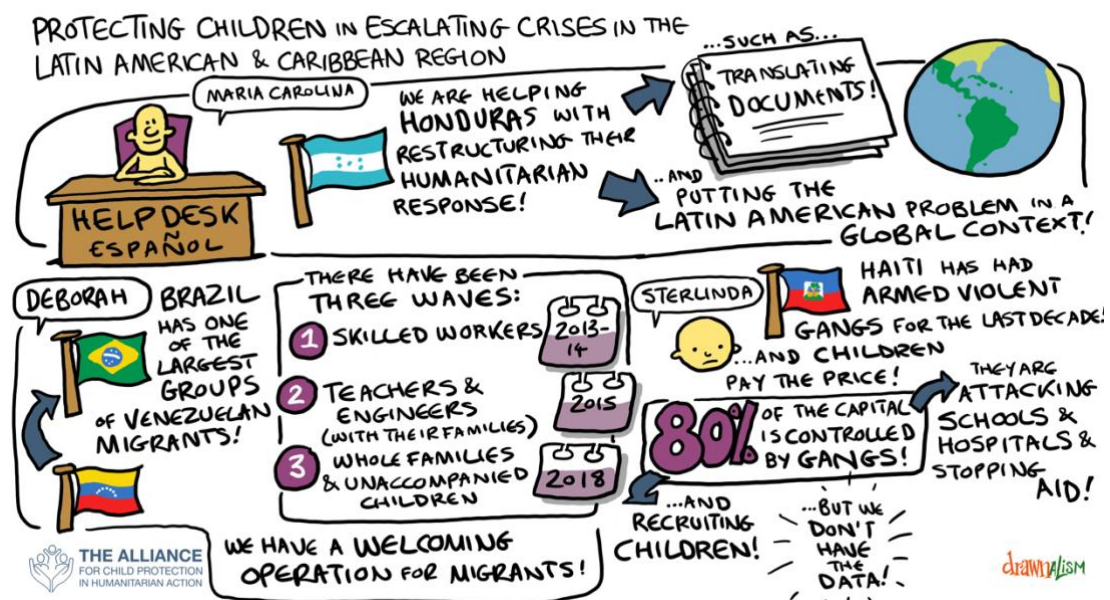 PROTECTING CHILDREN IN ESCALATING CRISES IN THE
LATIN AMERICAN & CARIBBEAN REGION
MARIA CAROLINA
HELP DESK
EN
ESPAÑOL
WE ARE HELPING
HONDURAS WITH
RESTRUCTURING THEIR
HUMANITARIAN
RESPONSE!
...SUCH AS...
TRANSLATING
DOCUMENTS!
...AND
PUTTING THE
LATIN AMERICAN PROBLEM IN A
GLOBAL CONTEXT!
DEBORAH
BRAZIL
HAS ONE
OF THE
LARGEST
GROUPS
OF VENEZUELAN
MIGRANTS!
THERE HAVE BEEN
THREE WAVES:
1 SKILLED WORKERS
2013-
14
2 TEACHERS &
ENGINEERS
(WITH THEIR FAMILIES)
2015
3 WHOLE FAMILIES
& UNACCOMPANIED
CHILDREN
2018
WE HAVE A WELCOMING
OPERATION FOR MIGRANTS!
STERLINDA
HAITI HAS HAD
ARMED VIOLENT
GANGS FOR THE LAST DECADE!
...AND CHILDREN
PAY THE PRICE!
80% OF THE CAPITAL
IS CONTROLLED
BY GANGS!
THEY ARE
ATTACKING
SCHOOLS &
HOSPITALS &
STOPPING
AID!
...AND
RECRUITING
CHILDREN!
...BUT WE
DON'T
HAVE
THE
DATA!
THE ALLIANCE
FOR CHILD PROTECTION
IN HUMANITARIAN ACTION
drawnalism